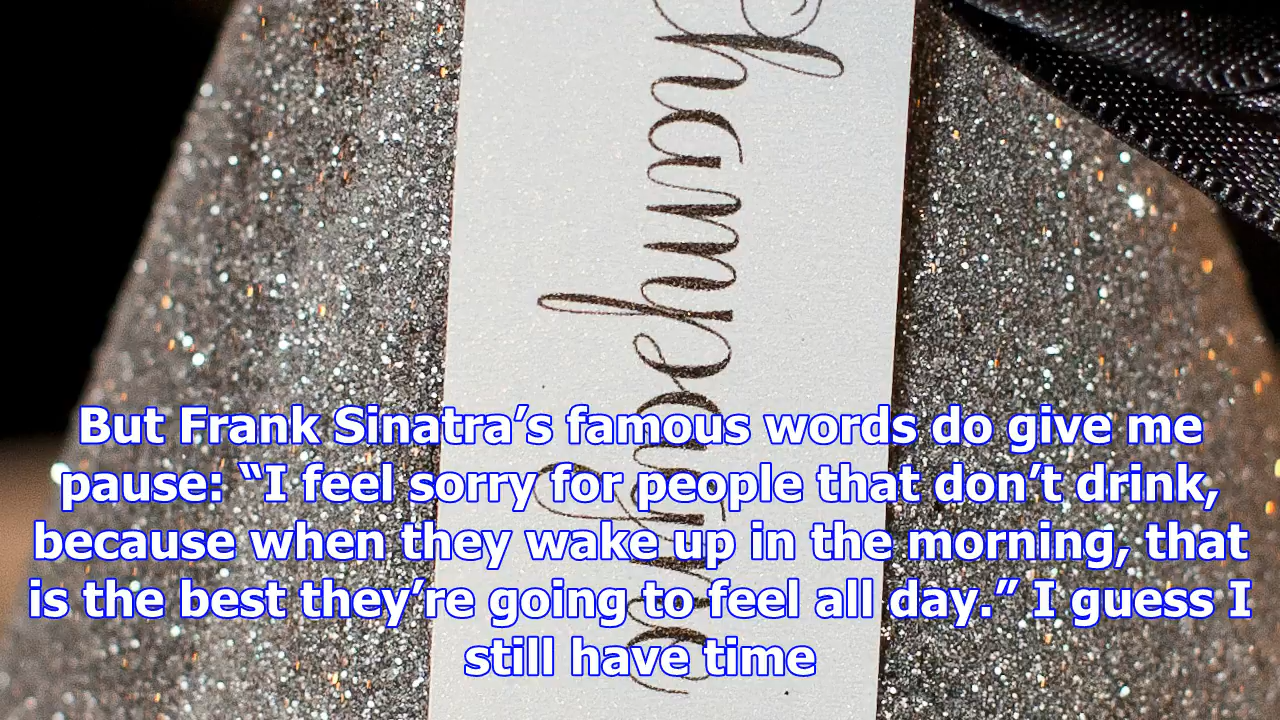 Champagne
But Frank Sinatra’s famous words do give me
pause: “I feel sorry for people that don’t drink,
because when they wake up in the morning, that
is the best they’re going to feel all day.” I guess I
still have time